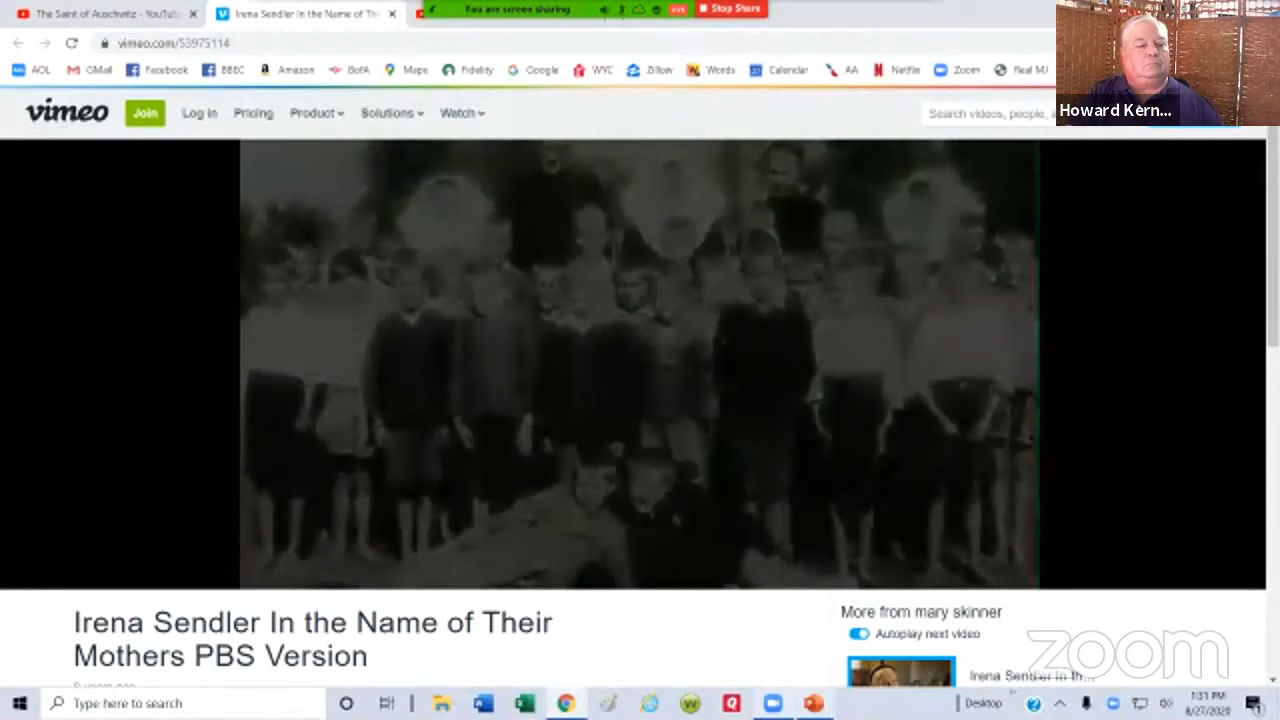 The Saint of Auschwitz - YouTub
Irena Sendler In the Name of Th
You are screen sharing
LIVE
Stop Share
vimeo.com/53975114
AOL
GMail
Facebook
BBBC
Amazon
BofA
Maps
Fidelity
Google
WVC
Zillow
Words
Calendar
AA
Netflix
Zoom
Real MJ
Howard Kern...
vimeo
Join
Log in
Pricing
Product
Solutions
Watch
Search videos, people,
Irena Sendler In the Name of Their
Mothers PBS Version
More from mary skinner
Autoplay next video
Irena Sendler In th...
zoom
Type here to search
Desktop
1:31 PM
8/27/2020